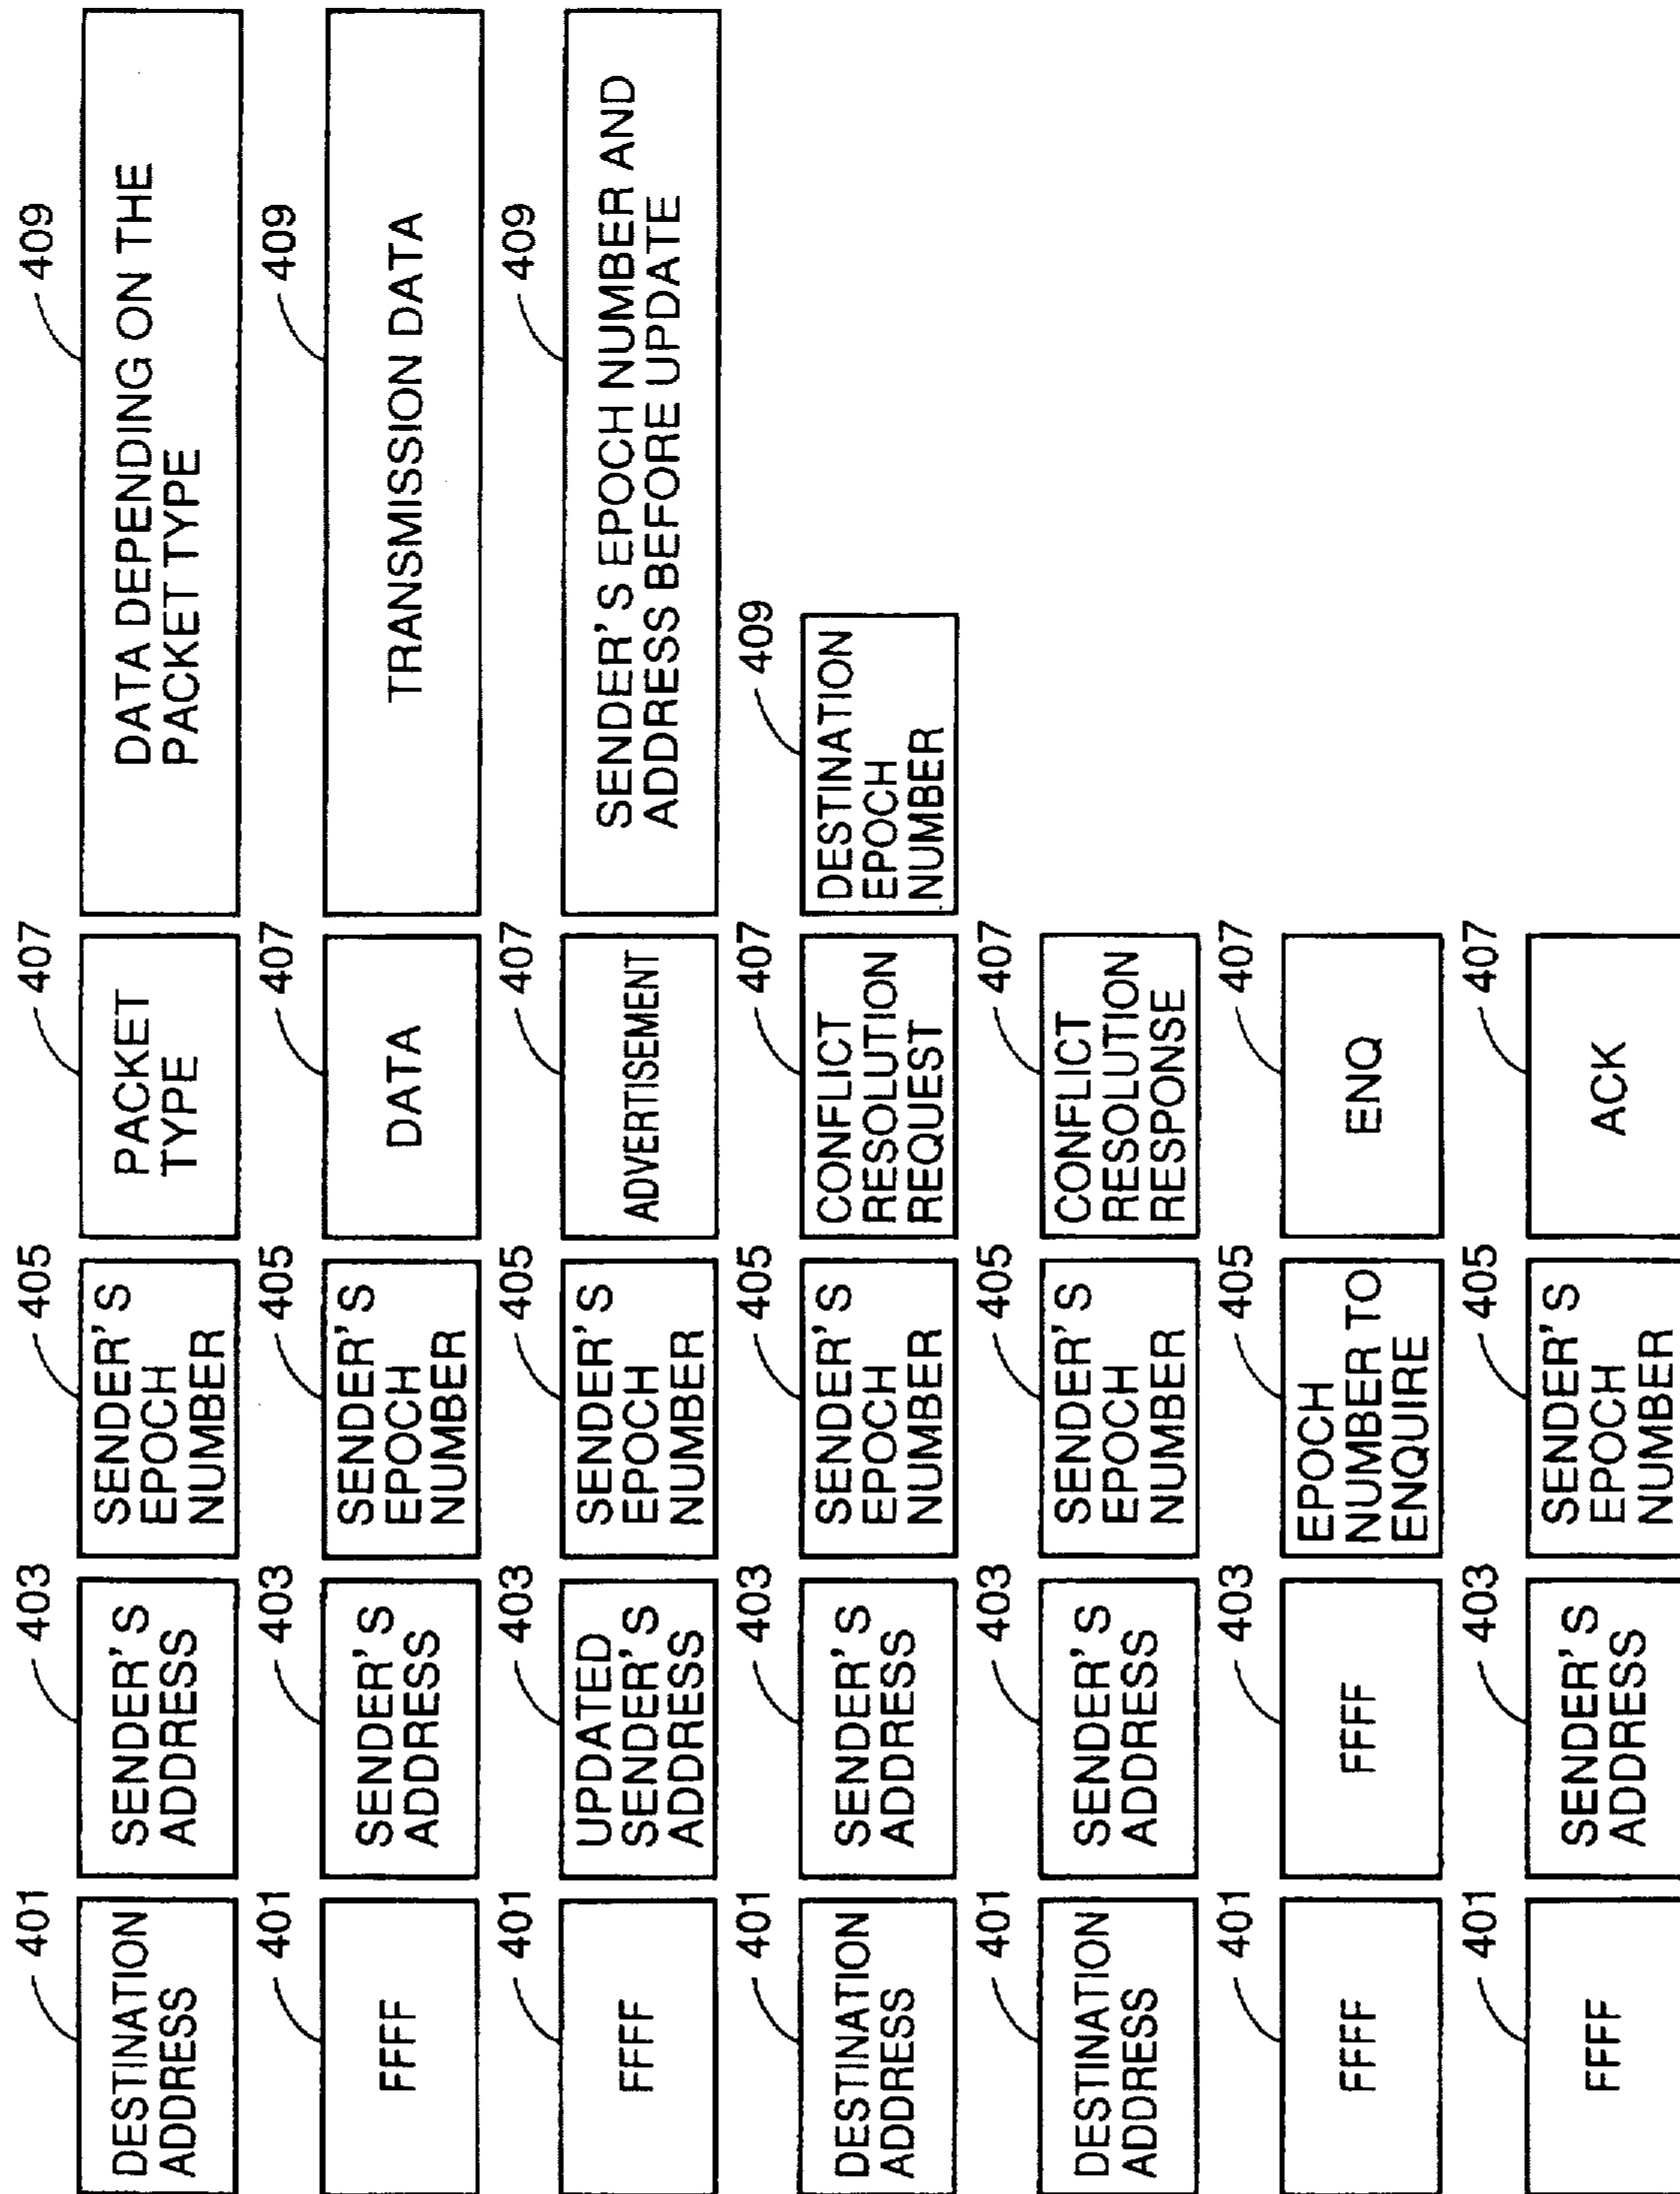 401
403
405
407
409
DESTINATION
ADDRESS
SENDER'S
ADDRESS
SENDER'S
EPOCH
NUMBER
PACKET
TYPE
DATA DEPENDING ON THE
PACKET TYPE
401
403
405
407
409
FFFF
SENDER'S
ADDRESS
SENDER'S
EPOCH
NUMBER
DATA
TRANSMISSION DATA
401
403
405
407
409
FFFF
UPDATED
SENDER'S
ADDRESS
SENDER'S
EPOCH
NUMBER
ADVERTISEMENT
SENDER'S EPOCH NUMBER AND
ADDRESS BEFORE UPDATE
401
403
405
407
409
DESTINATION
ADDRESS
SENDER'S
ADDRESS
SENDER'S
EPOCH
NUMBER
CONFLICT
RESOLUTION
REQUEST
DESTINATION
EPOCH
NUMBER
401
403
405
407
DESTINATION
ADDRESS
SENDER'S
ADDRESS
SENDER'S
EPOCH
NUMBER
CONFLICT
RESOLUTION
RESPONSE
401
403
405
407
FFFF
FFFF
EPOCH
NUMBER TO
ENQUIRE
ENQ
401
403
405
407
FFFF
SENDER'S
ADDRESS
SENDER'S
EPOCH
NUMBER
ACK